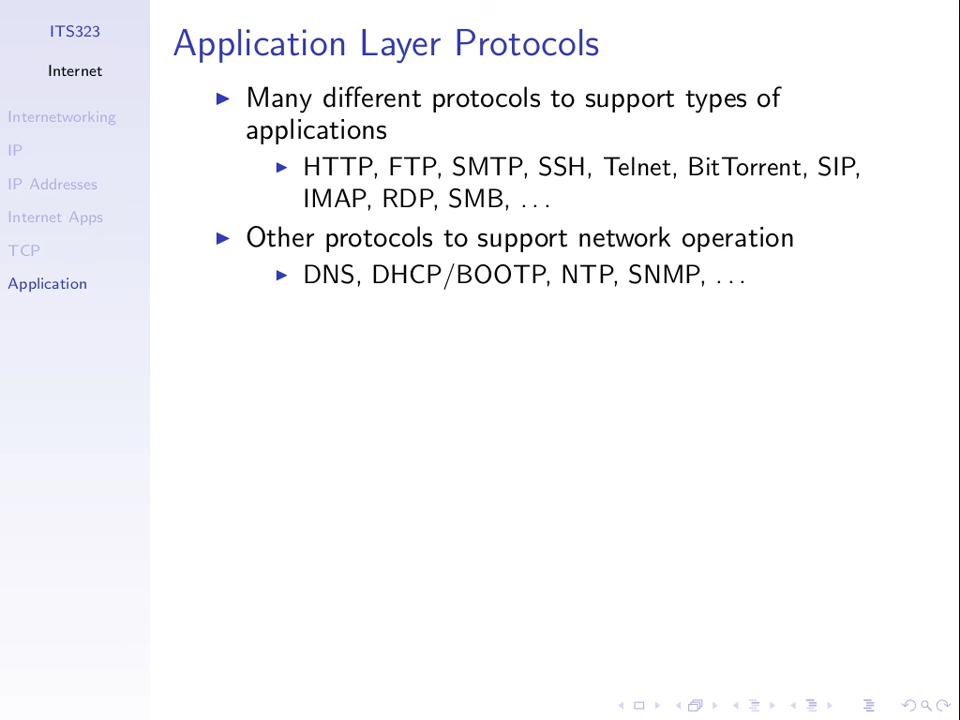 ITS323
Internet
Internetworking
IP
IP Addresses
Internet Apps
TCP
Application
Application Layer Protocols
Many different protocols to support types of
applications
HTTP, FTP, SMTP, SSH, Telnet, BitTorrent, SIP,
IMAP, RDP, SMB, ...
Other protocols to support network operation
DNS, DHCP/BOOTP, NTP, SNMP, ...